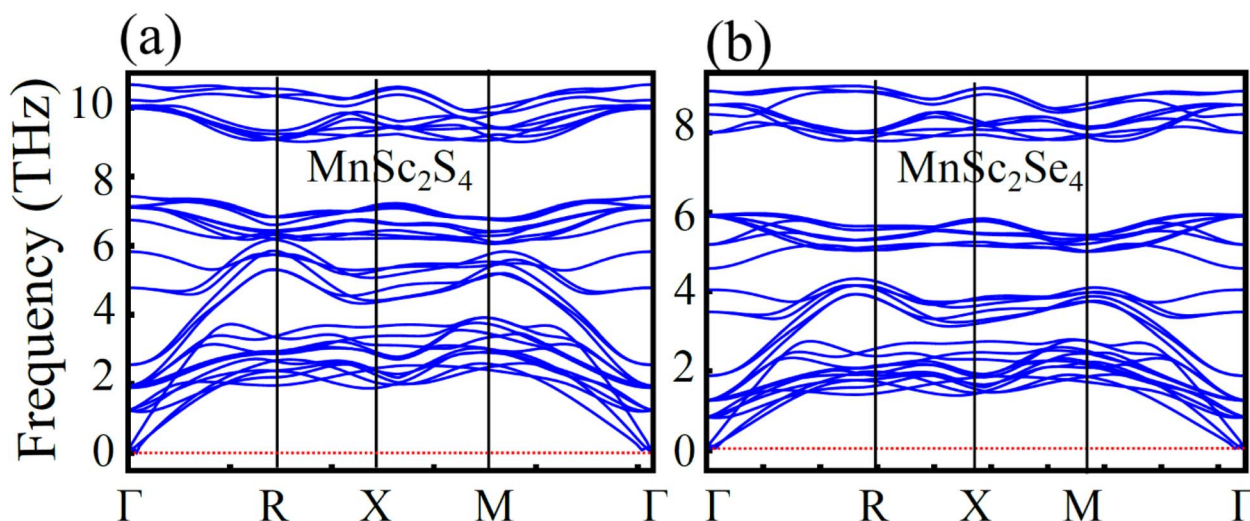 (a)
(b)
Frequency (THz)
10
8
6
4
2
0
MnSc₂S₄
Γ R X M Γ
8
6
4
2
0
MnSc₂Se₄
Γ R X M Γ